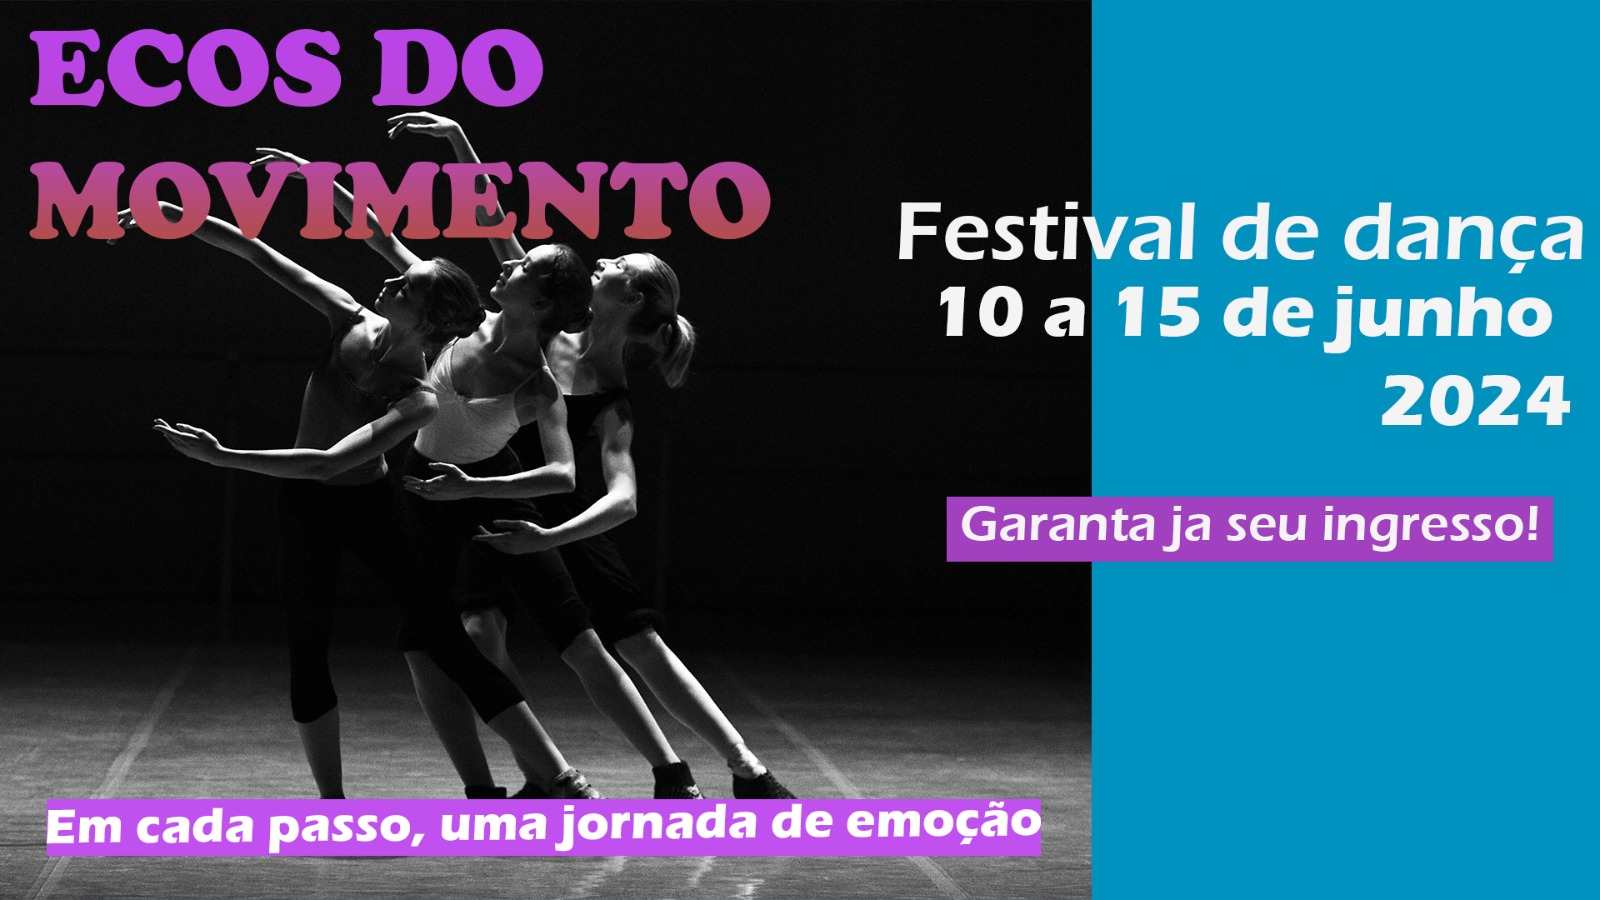 ECOS DO
MOVIMENTO
Festival de dança
10 a 15 de junho
2024
Garanta ja seu ingresso!
Em cada passo, uma jornada de emoção